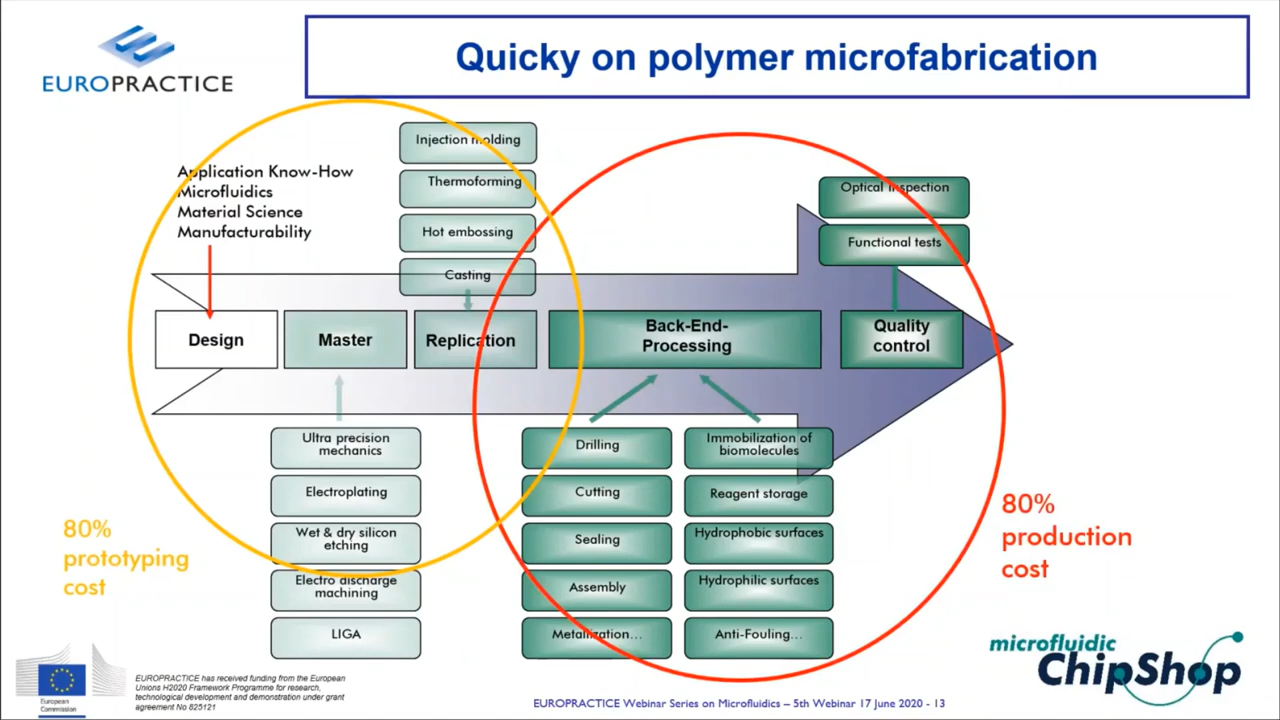 EUROPRACTICE
Quicky on polymer microfabrication
Application Know-How
Microfluidics
Material Science
Manufacturability
Injection molding
Thermoforming
Hot embossing
Casting
Optical inspection
Functional tests
Design
Master
Replication
Back-End-
Processing
Quality
control
Ultra precision
mechanics
Electroplating
Wet & dry silicon
etching
Electro discharge
machining
LIGA
Drilling
Cutting
Sealing
Assembly
Metallization...
Immobilization of
biomolecules
Reagent storage
Hydrophobic surfaces
Hydrophilic surfaces
Anti-Fouling...
80%
prototyping
cost
80%
production
cost
European
Commission
EUROPRACTICE has received funding from the European
Unions H2020 Framework Programme for research,
technological development and demonstration under grant
agreement No 825121
EUROPRACTICE Webinar Series on Microfluidics – 5th Webinar 17 June 2020 - 13
microfluidic
ChipShop